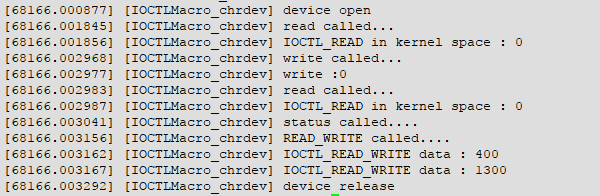 [68166.000877] [IOCTLMacro_chrdev] device open
[68166.001845] [IOCTLMacro_chrdev] read called...
[68166.001856] [IOCTLMacro_chrdev] IOCTL_READ in kernel space : 0
[68166.002968] [IOCTLMacro_chrdev] write called...
[68166.002977] [IOCTLMacro_chrdev] write :0
[68166.002983] [IOCTLMacro_chrdev] read called...
[68166.002987] [IOCTLMacro_chrdev] IOCTL_READ in kernel space : 0
[68166.003041] [IOCTLMacro_chrdev] status called....
[68166.003156] [IOCTLMacro_chrdev] READ_WRITE called....
[68166.003162] [IOCTLMacro_chrdev] IOCTL_READ_WRITE data : 400
[68166.003167] [IOCTLMacro_chrdev] IOCTL_READ_WRITE data : 1300
[68166.003292] [IOCTLMacro_chrdev] device release